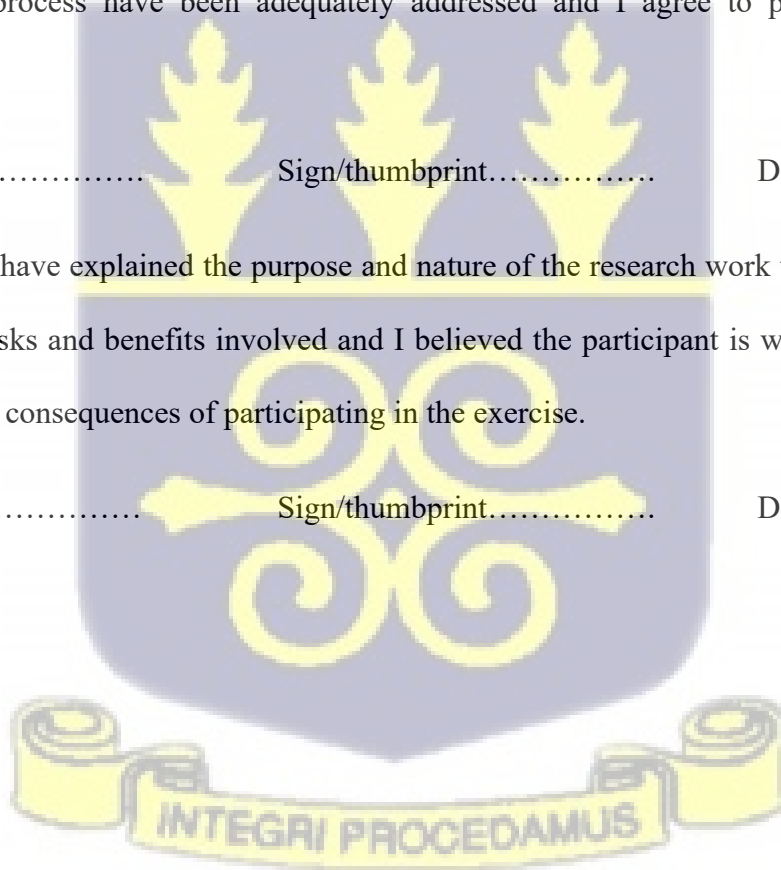 process have been adequately addressed and I agree to p
…………… Sign/thumbprint……………. D
have explained the purpose and nature of the research work
sks and benefits involved and I believed the participant is w
consequences of participating in the exercise.
………….. Sign/thumbprint……………. D
INTEGRI PROCEDAMUS